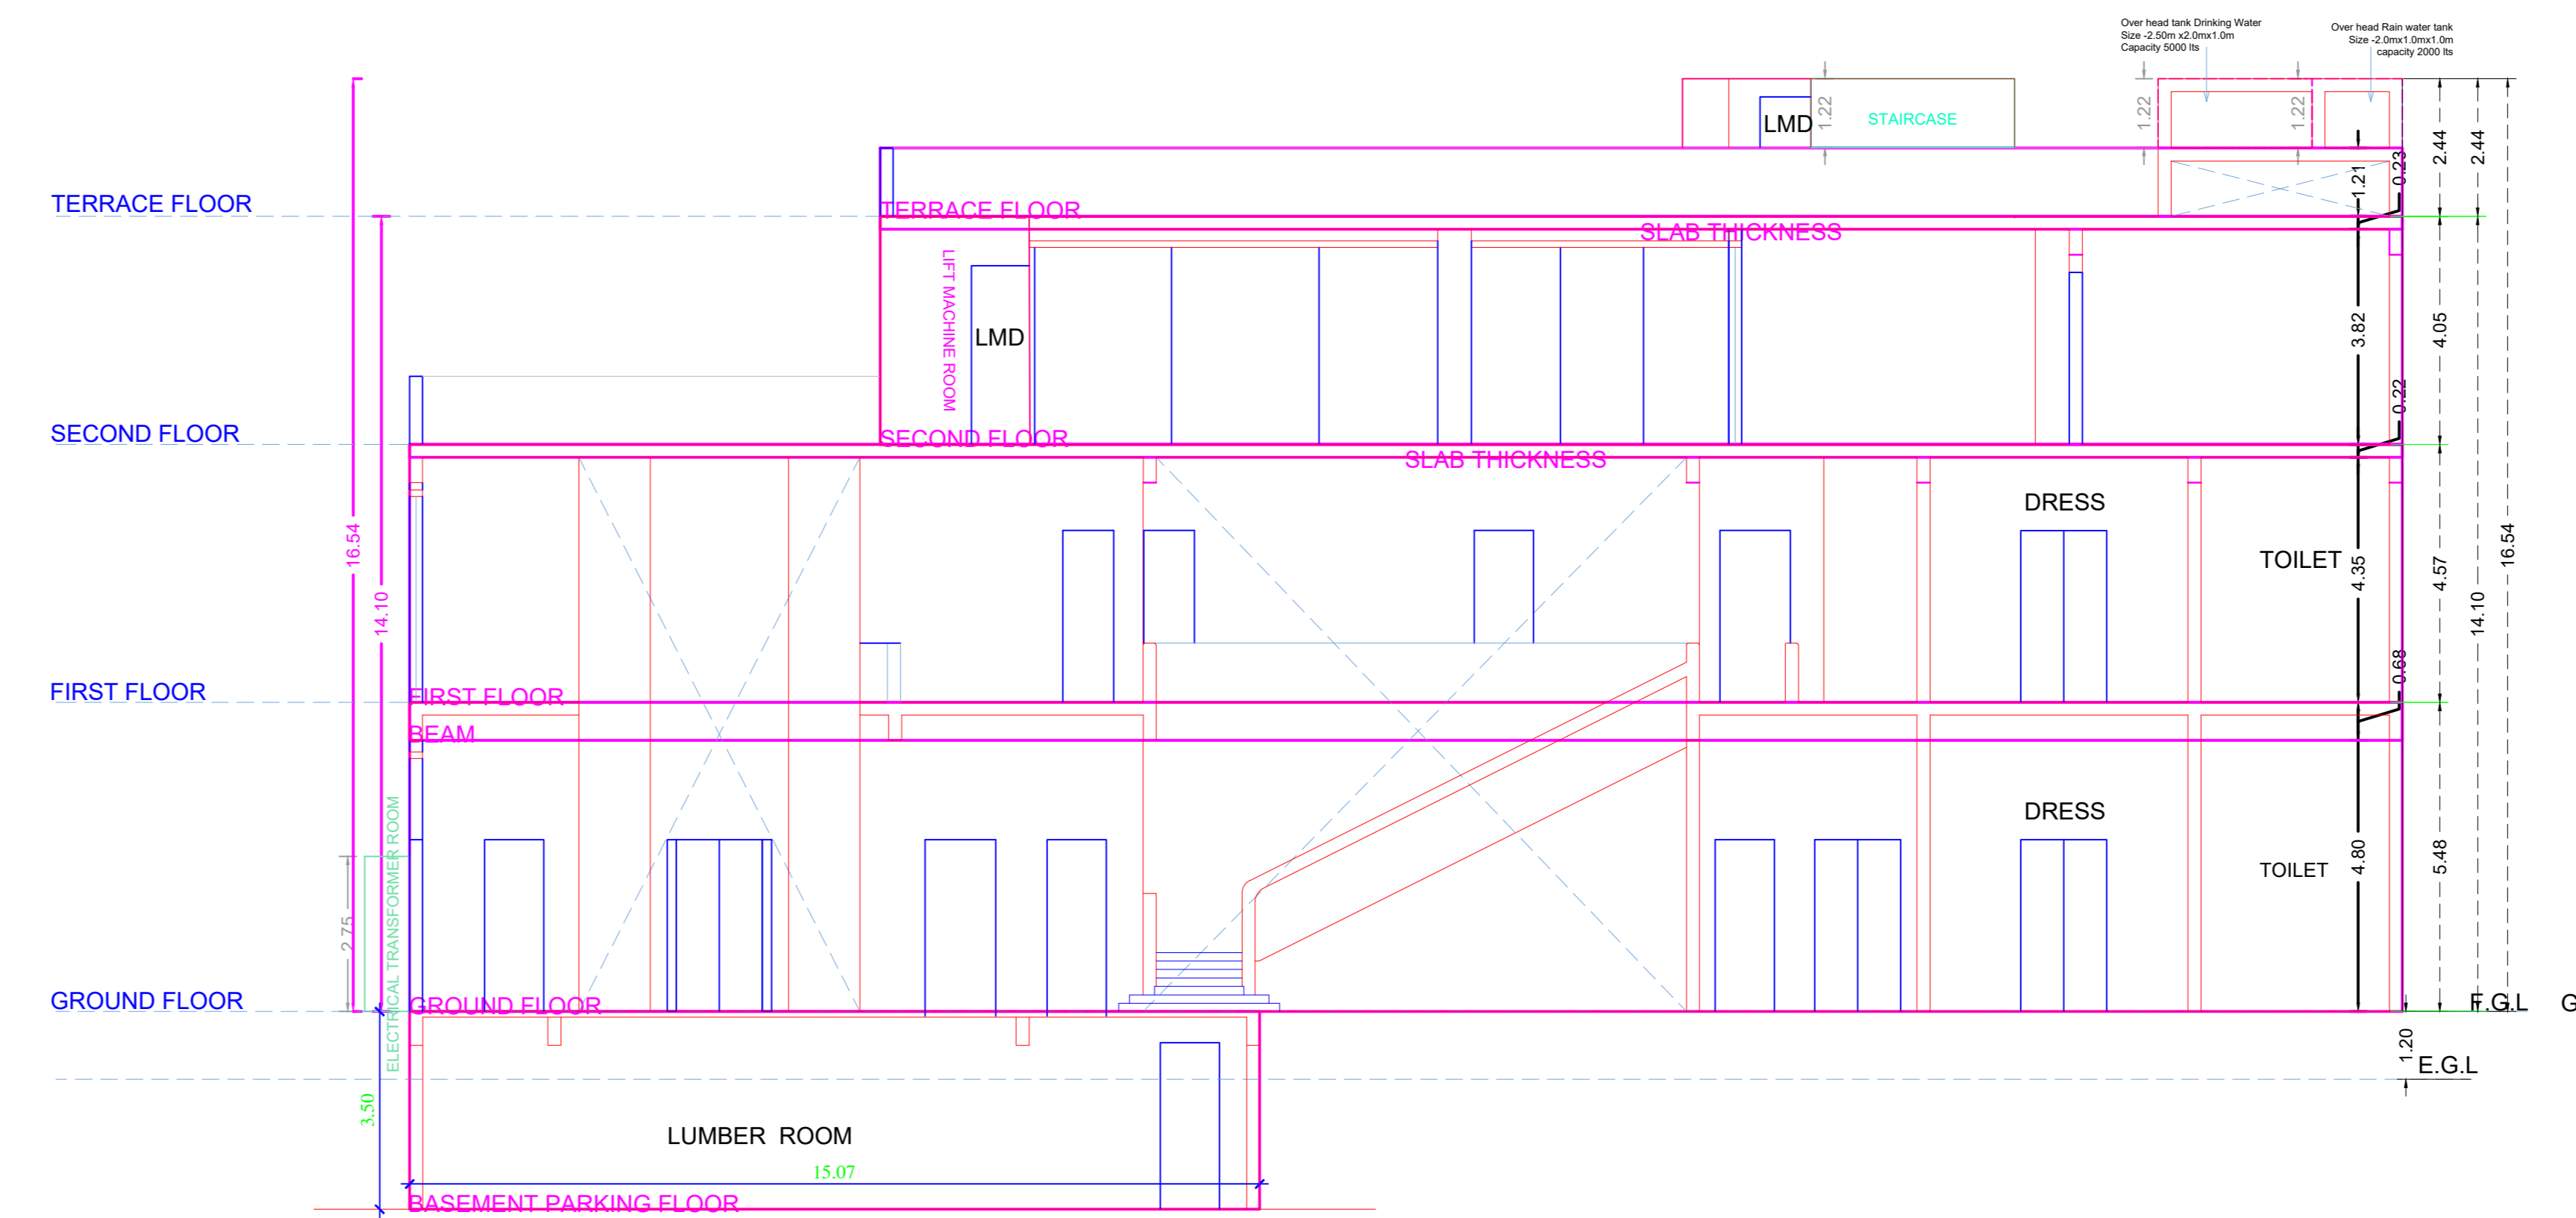 Over head tank Drinking Water
Size -2.50m x2.0mx1.0m
Capacity 5000 lts
Over head Rain water tank
Size -2.0mx1.0mx1.0m
capacity 2000 lts
1.22
LMD
STAIRCASE
1.22
1.22
2.44
2.44
1.21
0.23
TERRACE FLOOR
TERRACE FLOOR
SLAB THICKNESS
LIFT MACHINE ROOM
LMD
3.82
4.05
0.22
SECOND FLOOR
SECOND FLOOR
SLAB THICKNESS
DRESS
TOILET
16.54
14.10
4.35
4.57
14.10
16.54
0.68
FIRST FLOOR
FIRST FLOOR
BEAM
ELECTRICAL TRANSFORMER ROOM
DRESS
TOILET
4.80
5.48
2.75
GROUND FLOOR
GROUND FLOOR
F.G.L
G
1.20
E.G.L
3.50
LUMBER ROOM
15.07
BASEMENT PARKING FLOOR